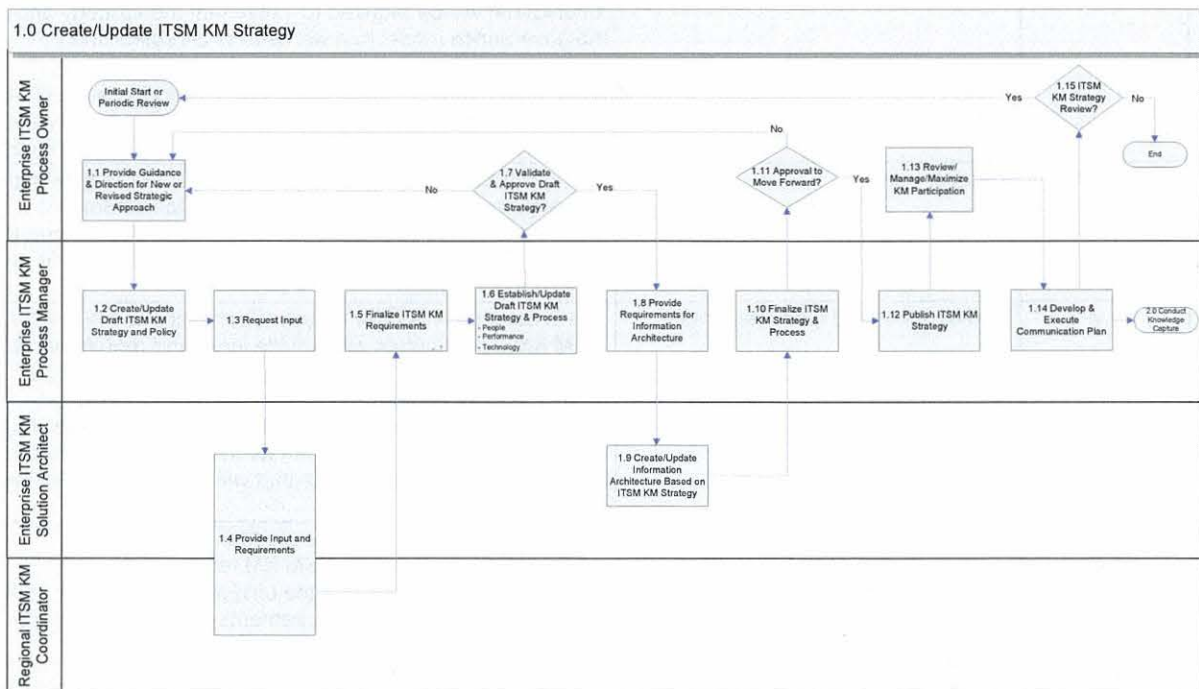 1.0 Create/Update ITSM KM Strategy
Enterprise ITSM KM
Process Owner
Initial Start or
Periodic Review
1.1 Provide Guidance
& Direction for New or
Revised Strategic
Approach
No
1.7 Validate
& Approve Draft
ITSM KM
Strategy?
Yes
No
1.11 Approval to
Move Forward?
Yes
1.13 Review/
Manage/Maximize
KM Participation
Yes
1.15 ITSM
KM Strategy
Review?
No
End
Enterprise ITSM KM
Process Manager
1.2 Create/Update
Draft ITSM KM
Strategy and Policy
1.3 Request Input
1.5 Finalize ITSM KM
Requirements
1.6 Establish/Update
Draft ITSM KM
Strategy & Process
- People
- Performance
- Technology
1.8 Provide
Requirements for
Information
Architecture
1.10 Finalize ITSM
KM Strategy &
Process
1.12 Publish ITSM KM
Strategy
1.14 Develop &
Execute
Communication Plan
2.0 Conduct
Knowledge
Capture
Enterprise ITSM KM
Solution Architect
1.4 Provide Input and
Requirements
1.9 Create/Update
Information
Architecture Based on
ITSM KM Strategy
Regional ITSM KM
Coordinator